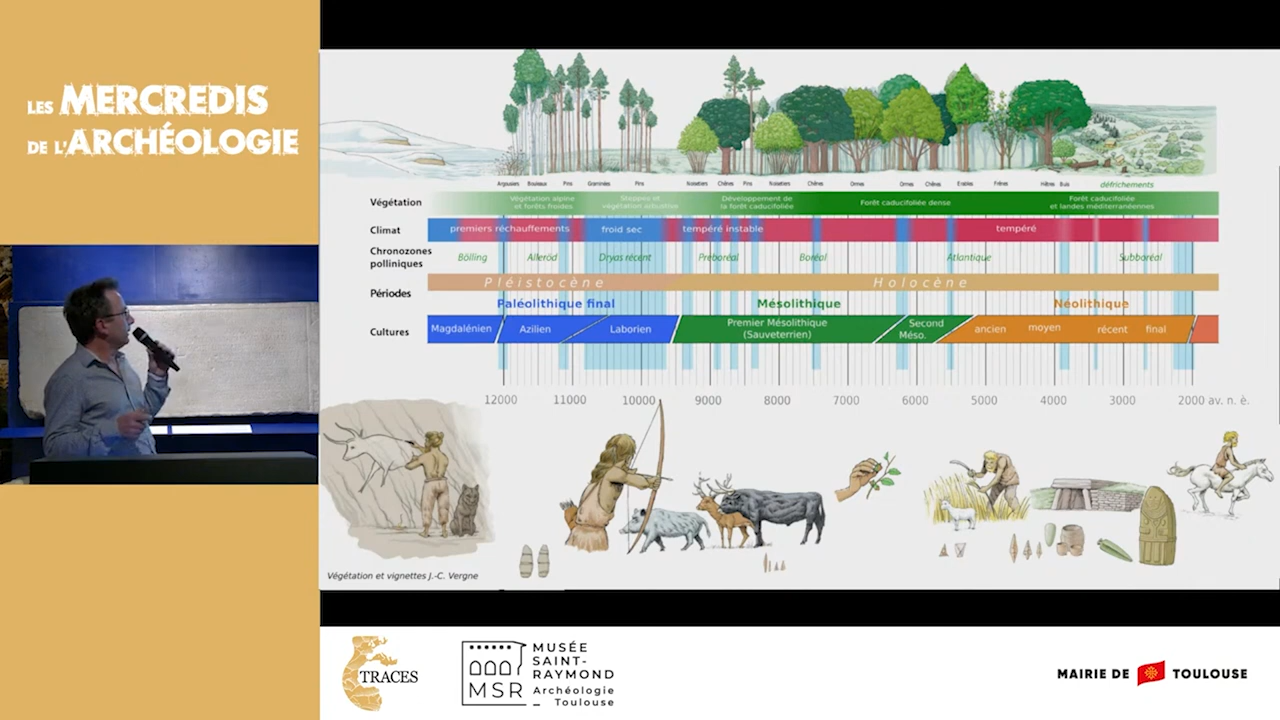 LES MERCREDIS
DE L'ARCHÉOLOGIE
Argousiers Bouleaux Pins Graminées Pins Noisetiers Chênes Pins Noisetiers Chênes Ormes Ormes Chênes Erables Frênes Hêtres Buis défrichements
Végétation
Végétation alpine
et forêts froides
Steppes et
Développement de
la forêt caducifoliée
Forêt caducifoliée dense
Forêt caducifoliée
et landes méditerranéennes
Climat
premiers réchauffements froid sec tempéré instable tempéré
Chronozones
polliniques
Bölling Alleröd Dryas récent Préboréal Boréal Atlantique Subboréal
Périodes
Pléistocène Holocène
Paléolithique final Mésolithique Néolithique
Cultures
Magdalénien Azilien Laborien
Premier Mésolithique
(Sauveterrien)
Second
Méso.
ancien moyen récent final
12000 11000 10000 9000 8000 7000 6000 5000 4000 3000 2000 av. n. è.
Végétation et vignettes J.-C. Vergne
TRACES
MSR
MUSÉE
SAINT-
RAYMOND
Archéologie
Toulouse
MAIRIE DE TOULOUSE